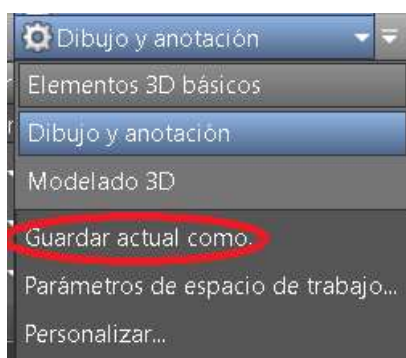 Dibujo y anotación
Elementos 3D básicos
Dibujo y anotación
Modelado 3D
Guardar actual como.
Parámetros de espacio de trabajo...
Personalizar...